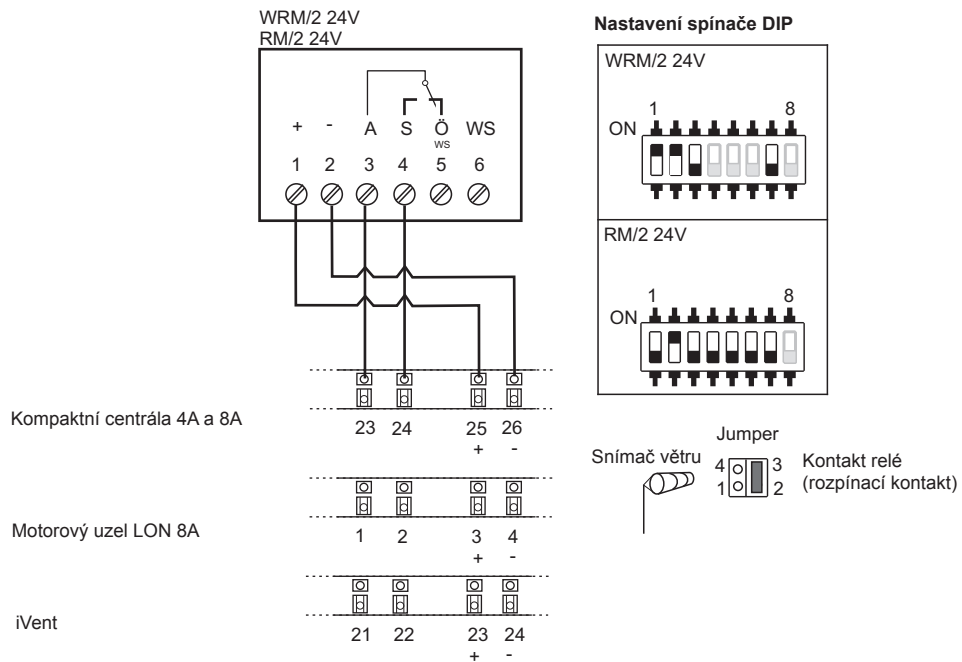 WRM/2 24V
RM/2 24V
+ - A S Ö WS
WS
1 2 3 4 5 6
Kompaktní centrála 4A a 8A
23 24 25 26
+ -
Motorový uzel LON 8A
1 2 3 4
+ -
iVent
21 22 23 24
+ -
Nastavení spínače DIP
WRM/2 24V
1 8
ON
RM/2 24V
1 8
ON
Jumper
Snímač větru
4 3
1 2
Kontakt relé
(rozpínací kontakt)